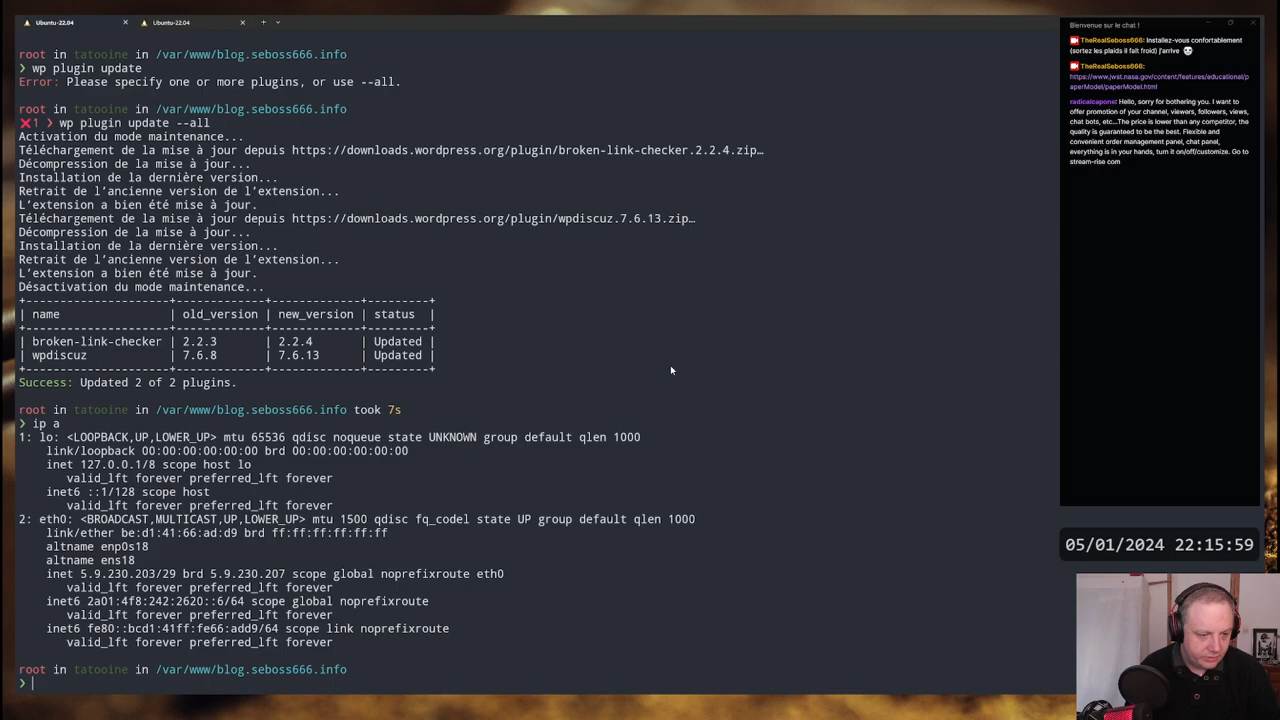 Ubuntu-22.04
Ubuntu-22.04
root in tatooine in /var/www/blog.seboss666.info
❯ wp plugin update
Error: Please specify one or more plugins, or use --all.
root in tatooine in /var/www/blog.seboss666.info
❌1 ❯ wp plugin update --all
Activation du mode maintenance...
Téléchargement de la mise à jour depuis https://downloads.wordpress.org/plugin/broken-link-checker.2.2.4.zip…
Décompression de la mise à jour...
Installation de la dernière version...
Retrait de l’ancienne version de l’extension...
L’extension a bien été mise à jour.
Téléchargement de la mise à jour depuis https://downloads.wordpress.org/plugin/wpdiscuz.7.6.13.zip…
Décompression de la mise à jour...
Installation de la dernière version...
Retrait de l’ancienne version de l’extension...
L’extension a bien été mise à jour.
Désactivation du mode maintenance...
+---------------------+-------------+-------------+---------+
| name | old_version | new_version | status |
+---------------------+-------------+-------------+---------+
| broken-link-checker | 2.2.3 | 2.2.4 | Updated |
| wpdiscuz | 7.6.8 | 7.6.13 | Updated |
+---------------------+-------------+-------------+---------+
Success: Updated 2 of 2 plugins.
root in tatooine in /var/www/blog.seboss666.info took 7s
❯ ip a
1: lo: <LOOPBACK,UP,LOWER_UP> mtu 65536 qdisc noqueue state UNKNOWN group default qlen 1000
link/loopback 00:00:00:00:00:00 brd 00:00:00:00:00:00
inet 127.0.0.1/8 scope host lo
valid_lft forever preferred_lft forever
inet6 ::1/128 scope host
valid_lft forever preferred_lft forever
2: eth0: <BROADCAST,MULTICAST,UP,LOWER_UP> mtu 1500 qdisc fq_codel state UP group default qlen 1000
link/ether be:d1:41:66:ad:d9 brd ff:ff:ff:ff:ff:ff
altname enp0s18
altname ens18
inet 5.9.230.203/29 brd 5.9.230.207 scope global noprefixroute eth0
valid_lft forever preferred_lft forever
inet6 2a01:4f8:242:2620::6/64 scope global noprefixroute
valid_lft forever preferred_lft forever
inet6 fe80::bcd1:41ff:fe66:add9/64 scope link noprefixroute
valid_lft forever preferred_lft forever
root in tatooine in /var/www/blog.seboss666.info
❯
Bienvenue sur le chat !
TheRealSeboss666: Installez-vous confortablement
(sortez les plaids il fait froid) j'arrive
TheRealSeboss666:
https://www.jwst.nasa.gov/content/features/educational/p
aperModel/paperModel.html
radicalcapone: Hello, sorry for bothering you. I want to
offer promotion of your channel, viewers, followers, views,
chat bots, etc...The price is lower than any competitor, the
quality is guaranteed to be the best. Flexible and
convenient order management panel, chat panel,
everything is in your hands, turn it on/off/customize. Go to
stream-rise com
05/01/2024 22:15:59